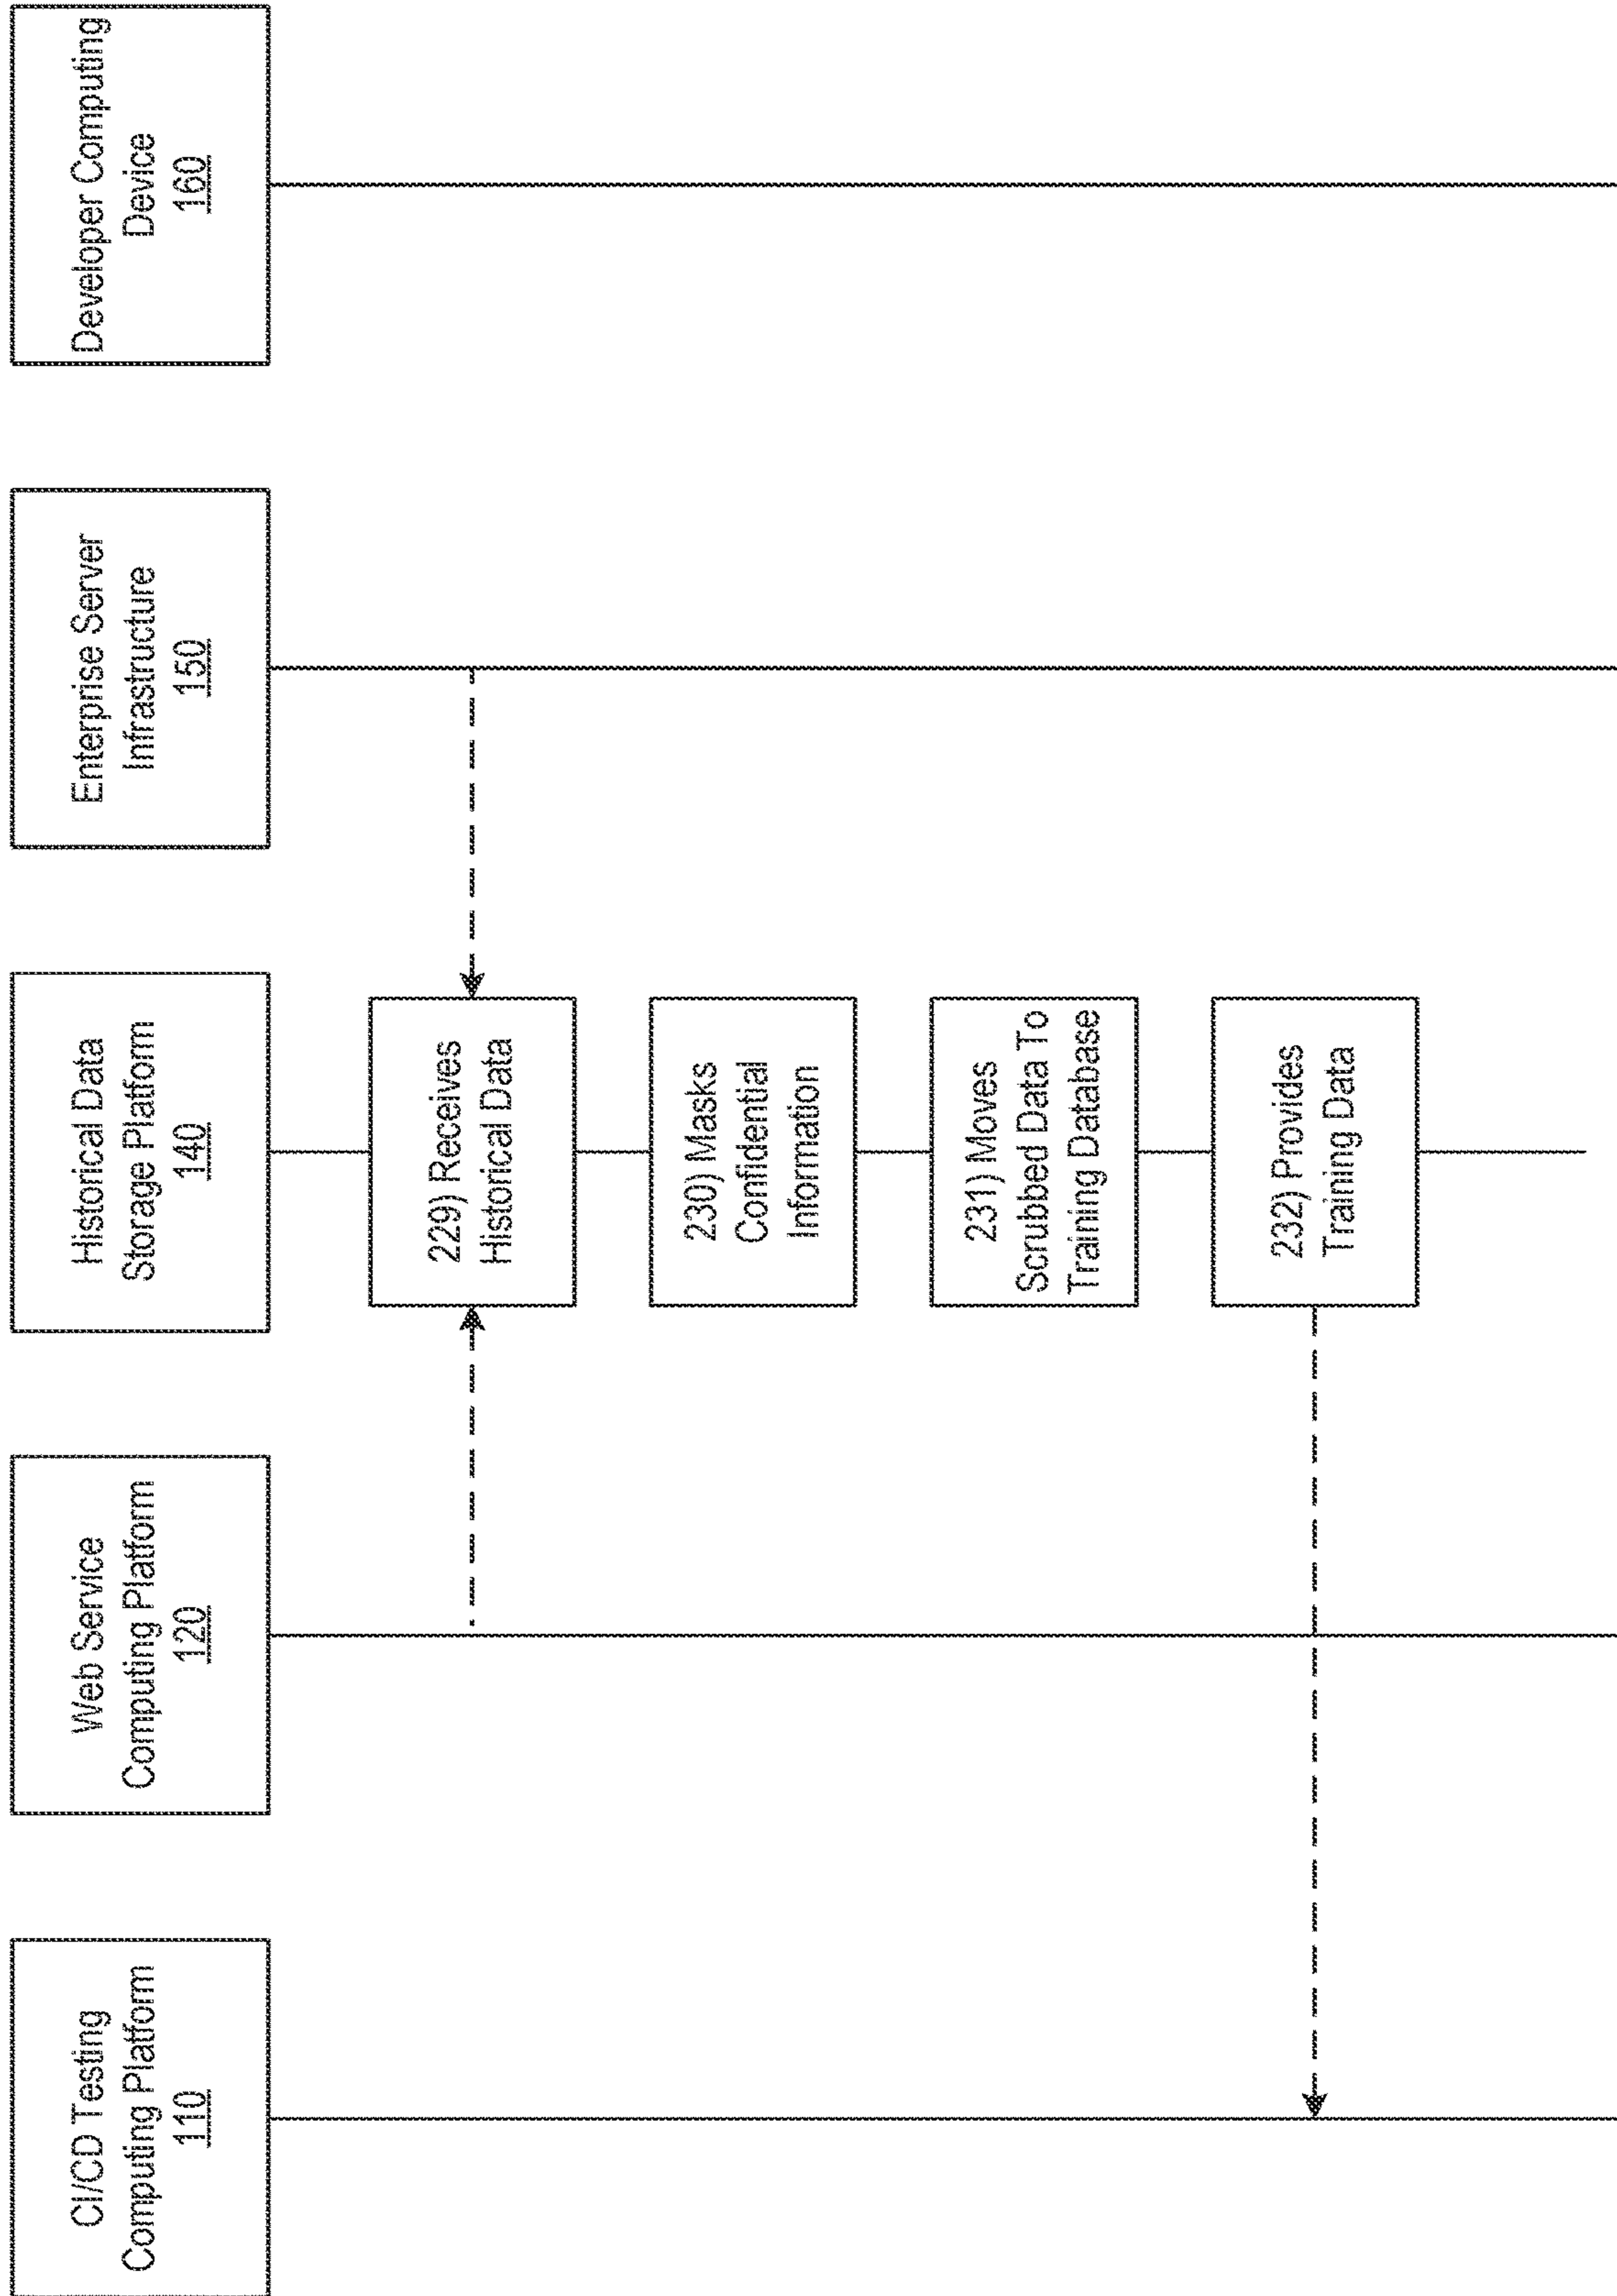 CI/CD Testing
Computing Platform
110
Web Service
Computing Platform
120
Historical Data
Storage Platform
140
Enterprise Server
Infrastructure
150
Developer Computing
Device
160
229) Receives
Historical Data
230) Masks
Confidential
Information
231) Moves
Scrubbed Data To
Training Database
232) Provides
Training Data